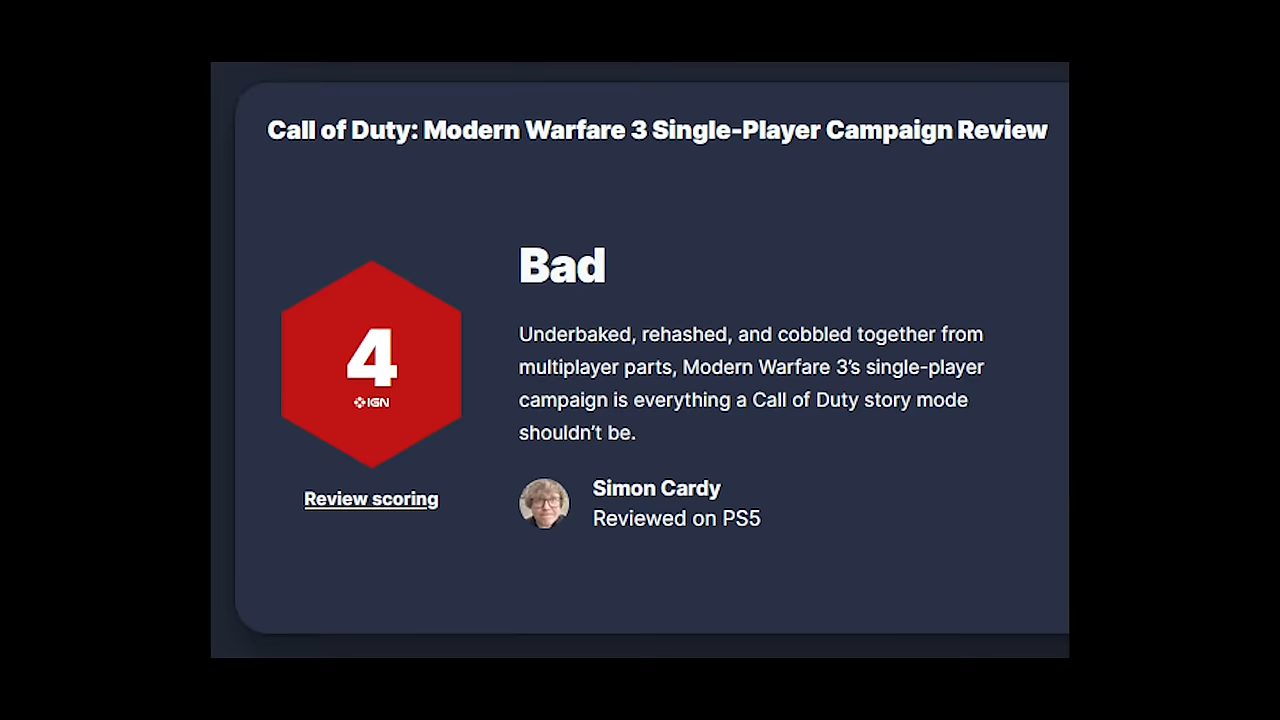 Call of Duty: Modern Warfare 3 Single-Player Campaign Review
Bad
4
IGN
Review scoring
Underbaked, rehashed, and cobbled together from
multiplayer parts, Modern Warfare 3’s single-player
campaign is everything a Call of Duty story mode
shouldn’t be.
Simon Cardy
Reviewed on PS5